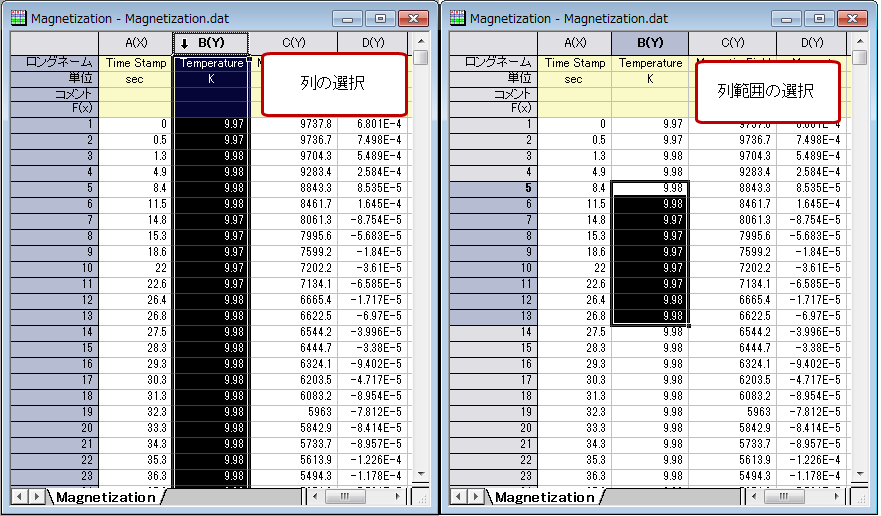 Magnetization - Magnetization.dat
A(X) B(Y) C(Y) D(Y)
ロングネーム Time Stamp Temperature
単位 sec K
コメント
F(x)
列の選択
1 0 9.97 9737.8 6.801E-4
2 0.5 9.97 9736.7 7.498E-4
3 1.3 9.98 9704.3 5.489E-4
4 4.9 9.98 9283.4 2.584E-4
5 8.4 9.98 8843.3 8.535E-5
6 11.5 9.98 8461.7 1.645E-4
7 14.8 9.97 8061.3 -8.754E-5
8 15.3 9.97 7995.6 -5.683E-5
9 18.6 9.97 7599.2 -1.84E-5
10 22 9.97 7202.2 -3.61E-5
11 22.6 9.97 7134.1 -6.585E-5
12 26.4 9.98 6665.4 -1.717E-5
13 26.8 9.98 6622.5 -6.97E-5
14 27.5 9.98 6544.2 -3.996E-5
15 28.3 9.98 6444.7 -3.38E-5
16 29.3 9.98 6324.1 -9.402E-5
17 30.3 9.98 6203.5 -4.717E-5
18 31.3 9.98 6083.2 -8.954E-5
19 32.3 9.98 5963 -7.812E-5
20 33.3 9.98 5842.9 -8.414E-5
21 34.3 9.98 5733.7 -8.957E-5
22 35.3 9.98 5613.9 -1.226E-4
23 36.3 9.98 5494.3 -1.178E-4
Magnetization
Magnetization - Magnetization.dat
A(X) B(Y) C(Y) D(Y)
ロングネーム Time Stamp Temperature
単位 sec K
コメント
F(x)
列範囲の選択
1 0 9.97 9737.8 6.801E-4
2 0.5 9.97 9736.7 7.498E-4
3 1.3 9.98 9704.3 5.489E-4
4 4.9 9.98 9283.4 2.584E-4
5 8.4 9.98 8843.3 8.535E-5
6 11.5 9.98 8461.7 1.645E-4
7 14.8 9.97 8061.3 -8.754E-5
8 15.3 9.97 7995.6 -5.683E-5
9 18.6 9.97 7599.2 -1.84E-5
10 22 9.97 7202.2 -3.61E-5
11 22.6 9.97 7134.1 -6.585E-5
12 26.4 9.98 6665.4 -1.717E-5
13 26.8 9.98 6622.5 -6.97E-5
14 27.5 9.98 6544.2 -3.996E-5
15 28.3 9.98 6444.7 -3.38E-5
16 29.3 9.98 6324.1 -9.402E-5
17 30.3 9.98 6203.5 -4.717E-5
18 31.3 9.98 6083.2 -8.954E-5
19 32.3 9.98 5963 -7.812E-5
20 33.3 9.98 5842.9 -8.414E-5
21 34.3 9.98 5733.7 -8.957E-5
22 35.3 9.98 5613.9 -1.226E-4
23 36.3 9.98 5494.3 -1.178E-4
Magnetization